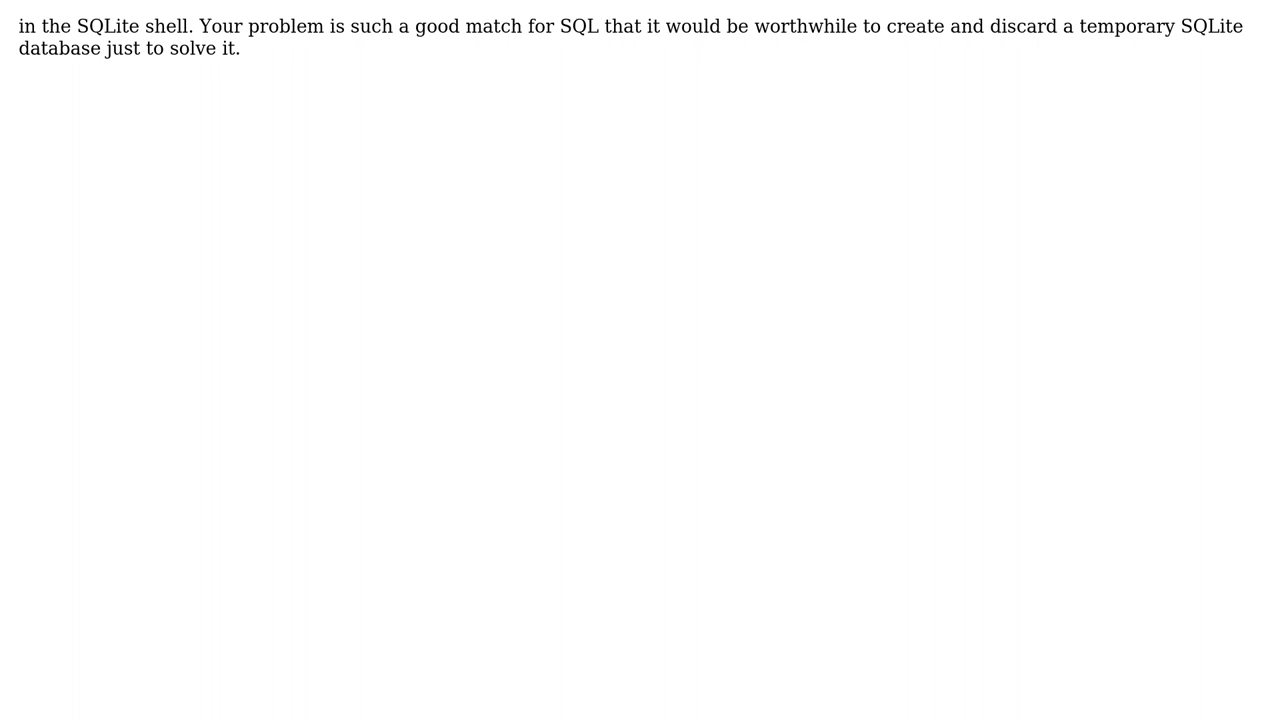 in the SQLite shell. Your problem is such a good match for SQL that it would be worthwhile to create and discard a temporary SQLite
database just to solve it.